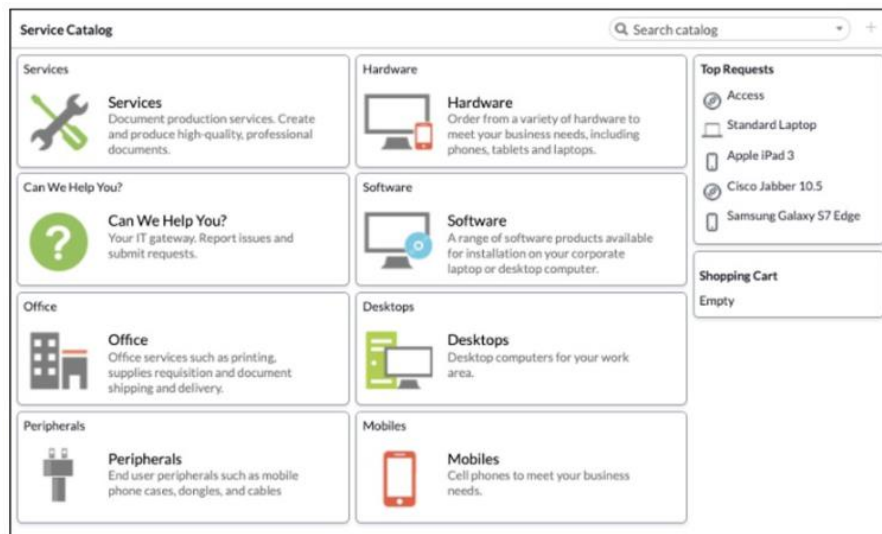 Service Catalog
Search catalog
Services
Services
Document production services. Create
and produce high-quality, professional
documents.
Hardware
Hardware
Order from a variety of hardware to
meet your business needs, including
phones, tablets and laptops.
Can We Help You?
Can We Help You?
Your IT gateway. Report issues and
submit requests.
Software
Software
A range of software products available
for installation on your corporate
laptop or desktop computer.
Office
Office
Office services such as printing,
supplies requisition and document
shipping and delivery.
Desktops
Desktops
Desktop computers for your work
area.
Peripherals
Peripherals
End user peripherals such as mobile
phone cases, dongles, and cables
Mobiles
Mobiles
Cell phones to meet your business
needs.
Top Requests
Access
Standard Laptop
Apple iPad 3
Cisco Jabber 10.5
Samsung Galaxy S7 Edge
Shopping Cart
Empty